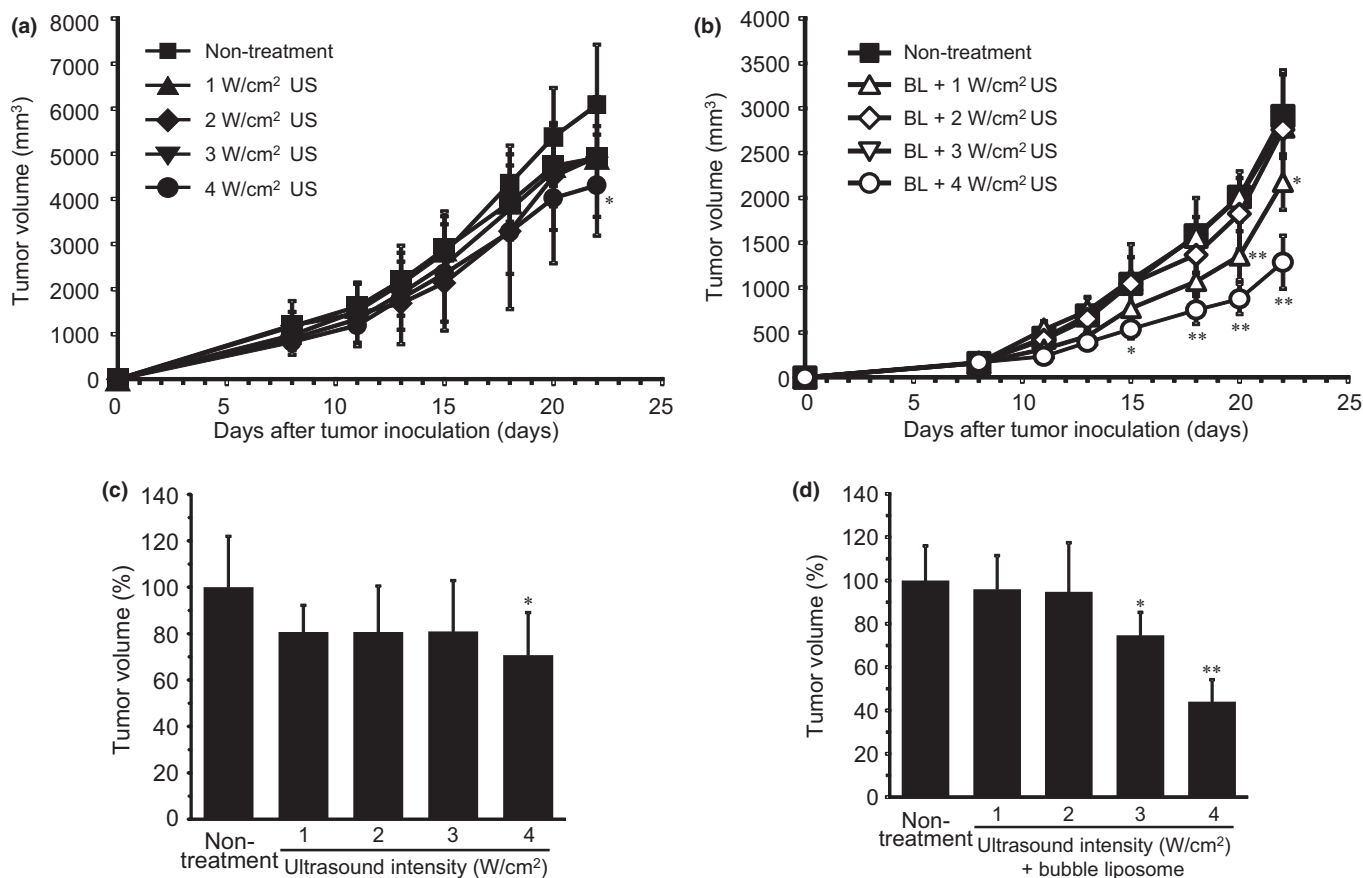 (a)
8000
7000
6000
5000
4000
3000
2000
1000
0
Tumor volume (mm³)
Non-treatment
1 W/cm² US
2 W/cm² US
3 W/cm² US
4 W/cm² US
*
0 5 10 15 20 25
Days after tumor inoculation (days)
(b)
4000
3500
3000
2500
2000
1500
1000
500
0
Tumor volume (mm³)
Non-treatment
BL + 1 W/cm² US
BL + 2 W/cm² US
BL + 3 W/cm² US
BL + 4 W/cm² US
*
**
**
* ** **
0 5 10 15 20 25
Days after tumor inoculation (days)
(c)
140
120
100
80
60
40
20
0
Tumor volume (%)
*
Non-
treatment
1 2 3 4
Ultrasound intensity (W/cm²)
(d)
140
120
100
80
60
40
20
0
Tumor volume (%)
*
**
Non-
treatment
1 2 3 4
Ultrasound intensity (W/cm²)
+ bubble liposome